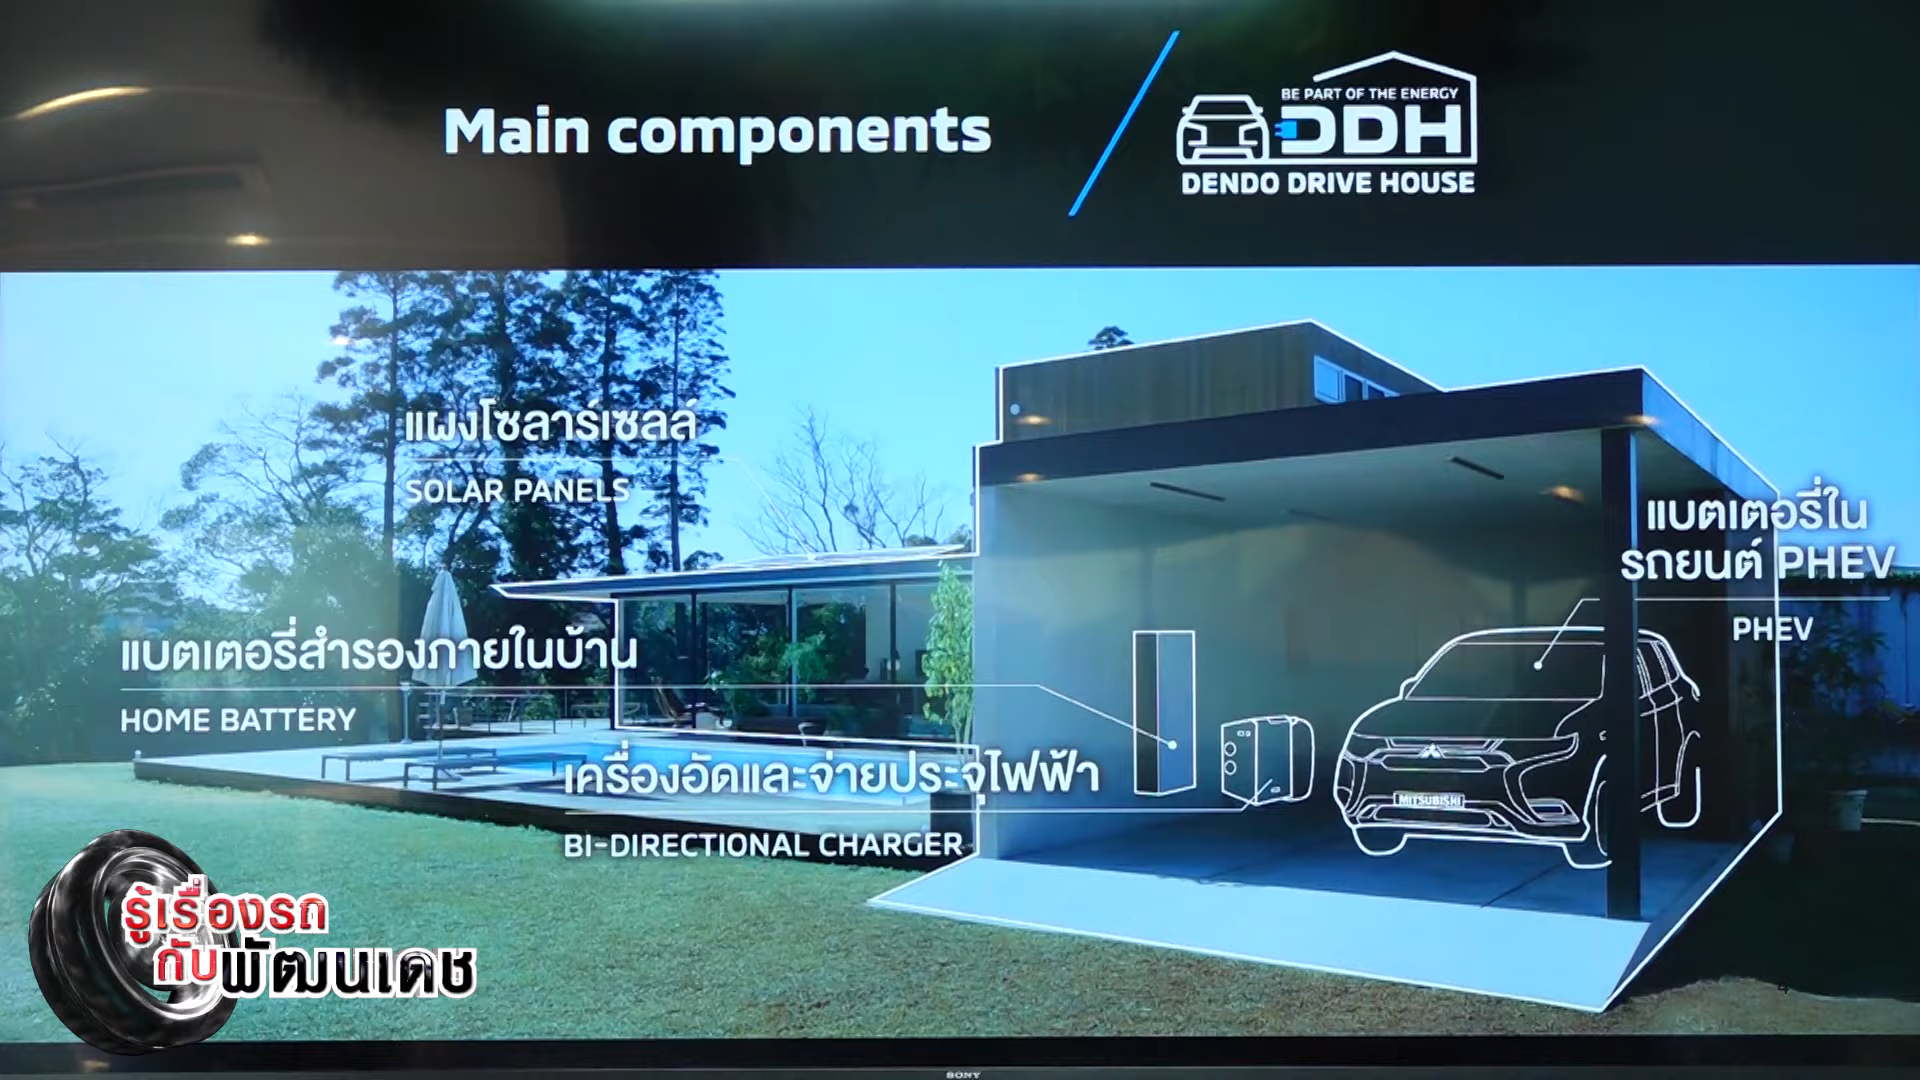 Main components
BE PART OF THE ENERGY
DDH
DENDO DRIVE HOUSE
แผงโซลาร์เซลล์
SOLAR PANELS
แบตเตอรี่ใน
รถยนต์ PHEV
PHEV
แบตเตอรี่สำรองภายในบ้าน
HOME BATTERY
เครื่องอัดและจ่ายประจุไฟฟ้า
BI-DIRECTIONAL CHARGER
MITSUBISHI
รู้เรื่องรถ
กับพัฒนเดช
4
SONY